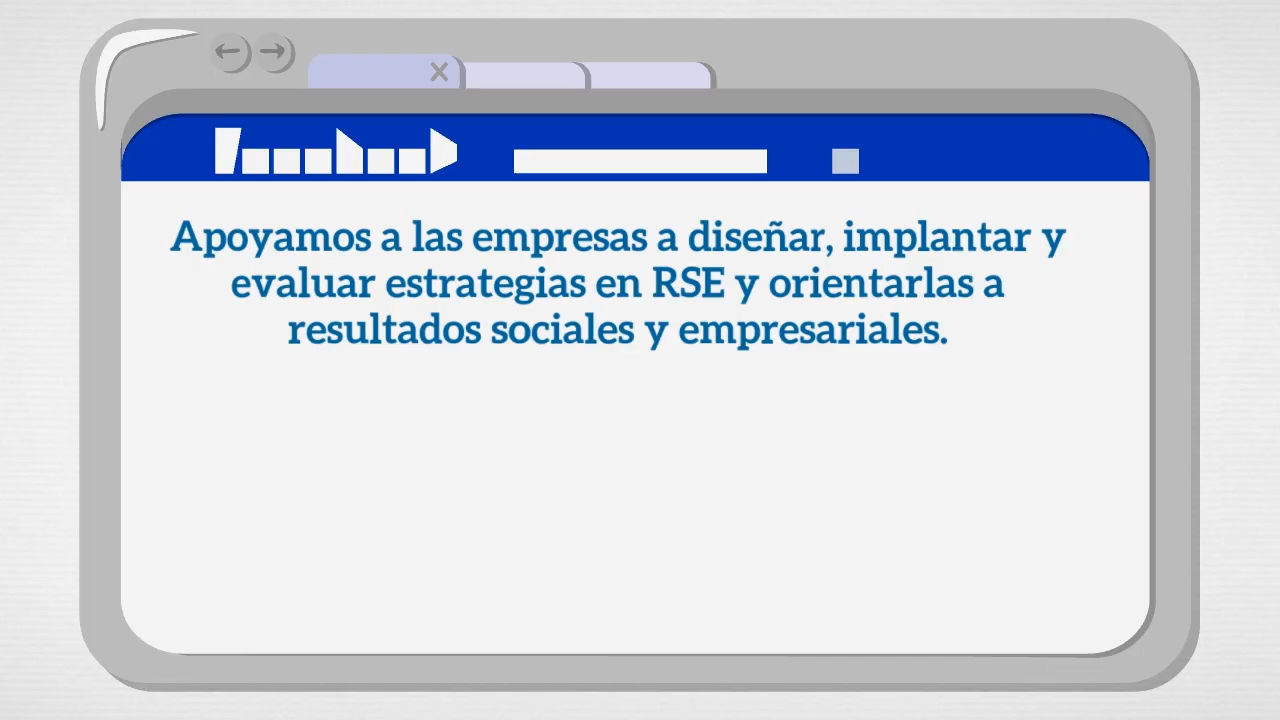 Apoyamos a las empresas a diseñar, implantar y
evaluar estrategias en RSE y orientarlas a
resultados sociales y empresariales.